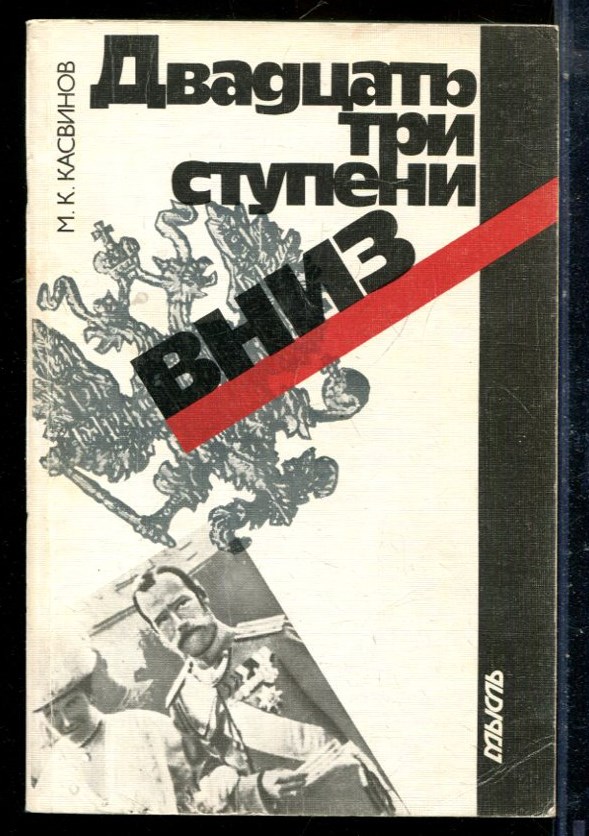 М. К. КАСВИНОВ
Двадцать
три
ступени
вниз
мысль